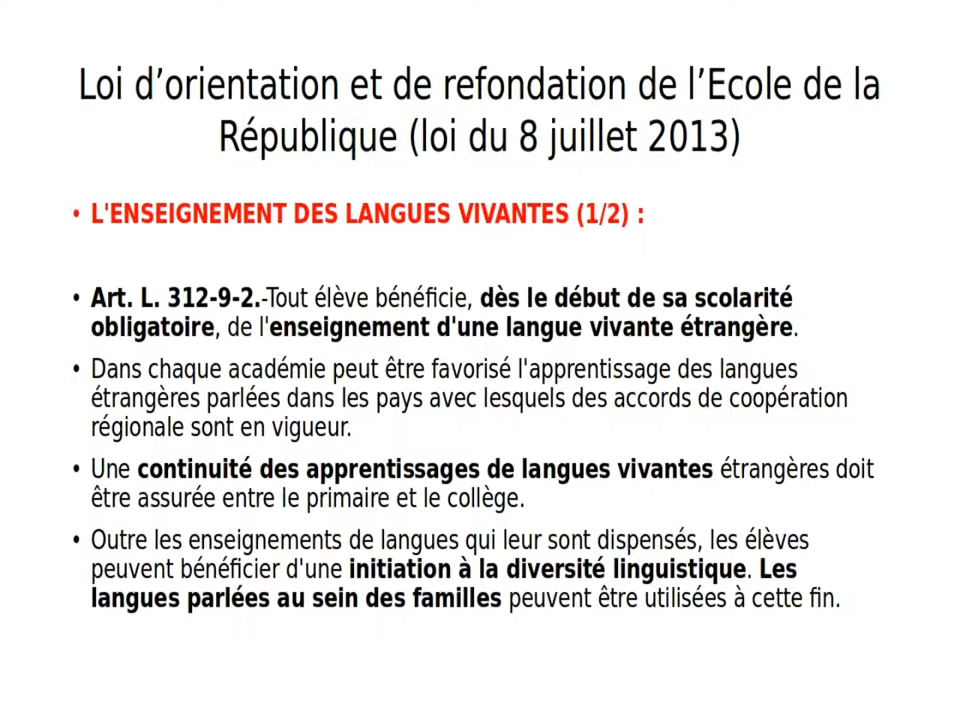 Loi d’orientation et de refondation de l’Ecole de la
République (loi du 8 juillet 2013)
• L'ENSEIGNEMENT DES LANGUES VIVANTES (1/2) :
• Art. L. 312-9-2.-Tout élève bénéficie, dès le début de sa scolarité
obligatoire, de l'enseignement d'une langue vivante étrangère.
• Dans chaque académie peut être favorisé l'apprentissage des langues
étrangères parlées dans les pays avec lesquels des accords de coopération
régionale sont en vigueur.
• Une continuité des apprentissages de langues vivantes étrangères doit
être assurée entre le primaire et le collège.
• Outre les enseignements de langues qui leur sont dispensés, les élèves
peuvent bénéficier d'une initiation à la diversité linguistique. Les
langues parlées au sein des familles peuvent être utilisées à cette fin.